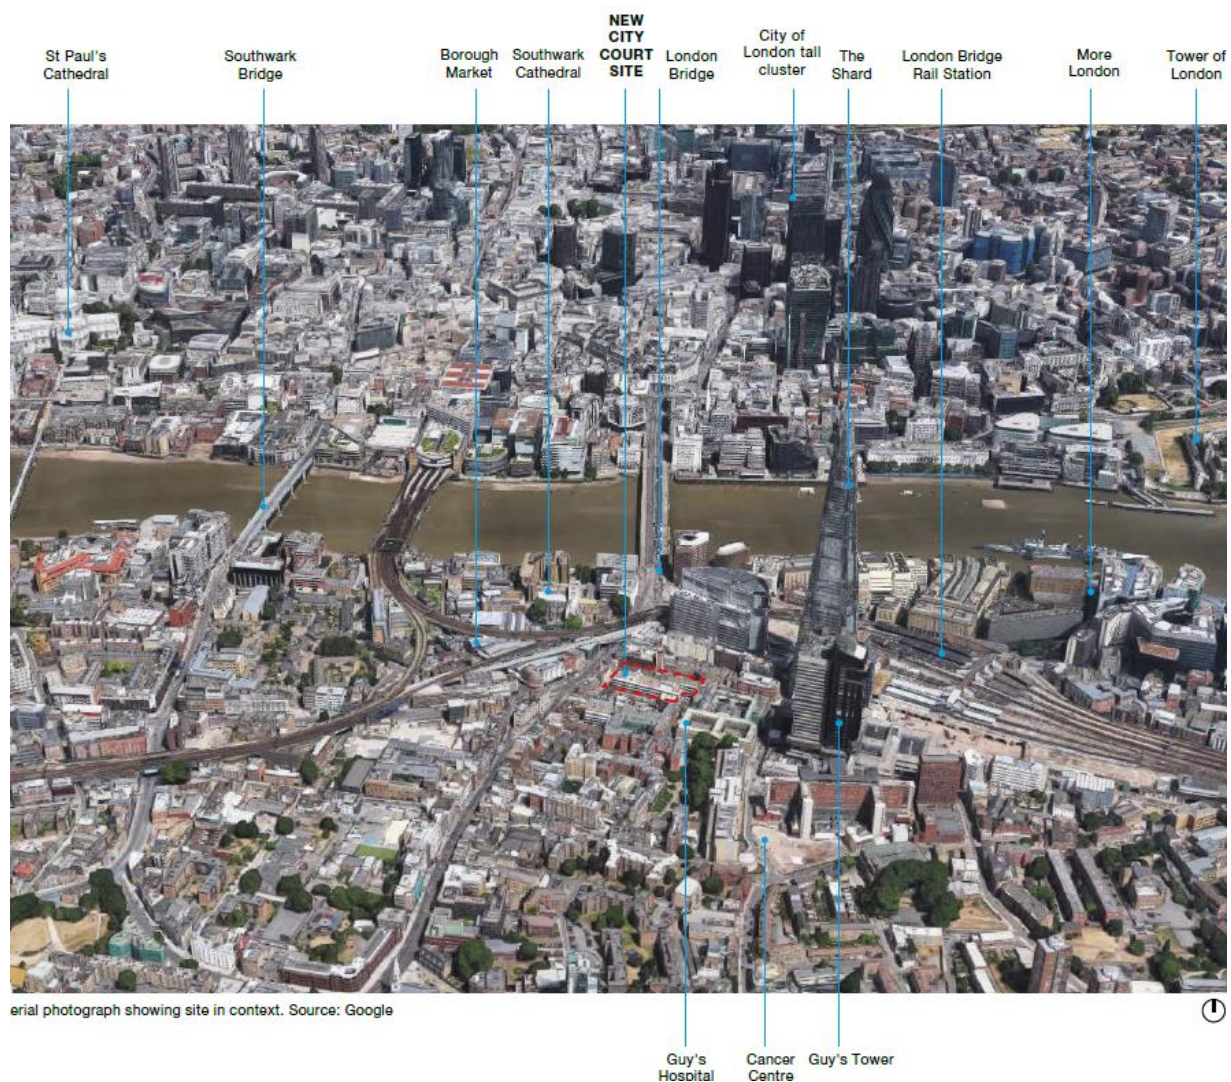 St Paul's
Cathedral
Southwark
Bridge
Borough
Market
Southwark
Cathedral
NEW
CITY
COURT
SITE
London
Bridge
City of
London tall
cluster
The
Shard
London Bridge
Rail Station
More
London
Tower of
London
erial photograph showing site in context. Source: Google
Guy's
Hospital
Cancer
Centre
Guy's Tower